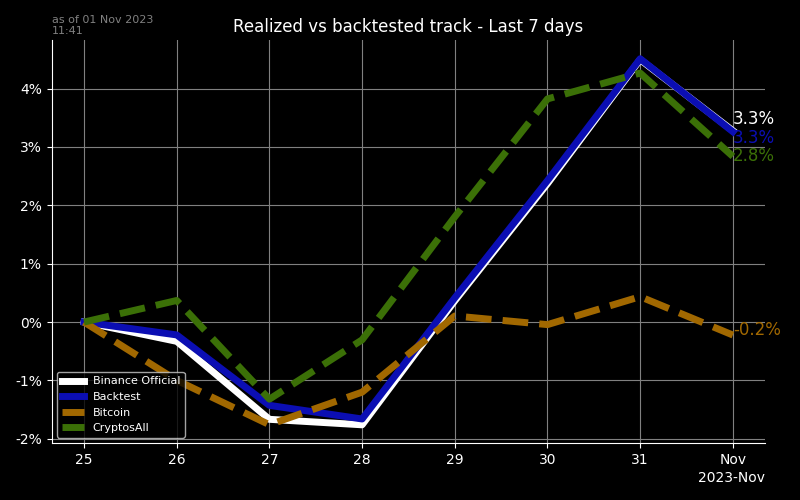 as of 01 Nov 2023
11:41
Realized vs backtested track - Last 7 days
4%
3%
2%
1%
0%
-1%
-2%
3.3%
3.3%
2.8%
-0.2%
Binance Official
Backtest
Bitcoin
CryptosAll
25 26 27 28 29 30 31 Nov
2023-Nov